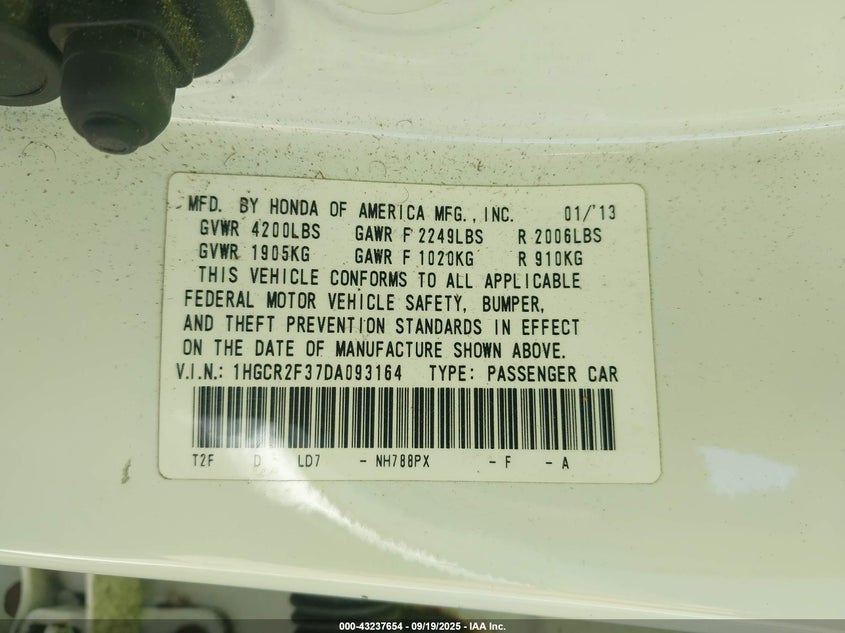 MFD. BY HONDA OF AMERICA MFG., INC. 01/'13
GVWR 4200LBS GAWR F 2249LBS R 2006LBS
GVWR 1905KG GAWR F 1020KG R 910KG
THIS VEHICLE CONFORMS TO ALL APPLICABLE
FEDERAL MOTOR VEHICLE SAFETY, BUMPER,
AND THEFT PREVENTION STANDARDS IN EFFECT
ON THE DATE OF MANUFACTURE SHOWN ABOVE.
V.I.N.: 1HGCR2F37DA093164 TYPE: PASSENGER CAR
T2F D LD7 - NH788PX - F - A
000-43237654 - 09/19/2025 - IAA Inc.